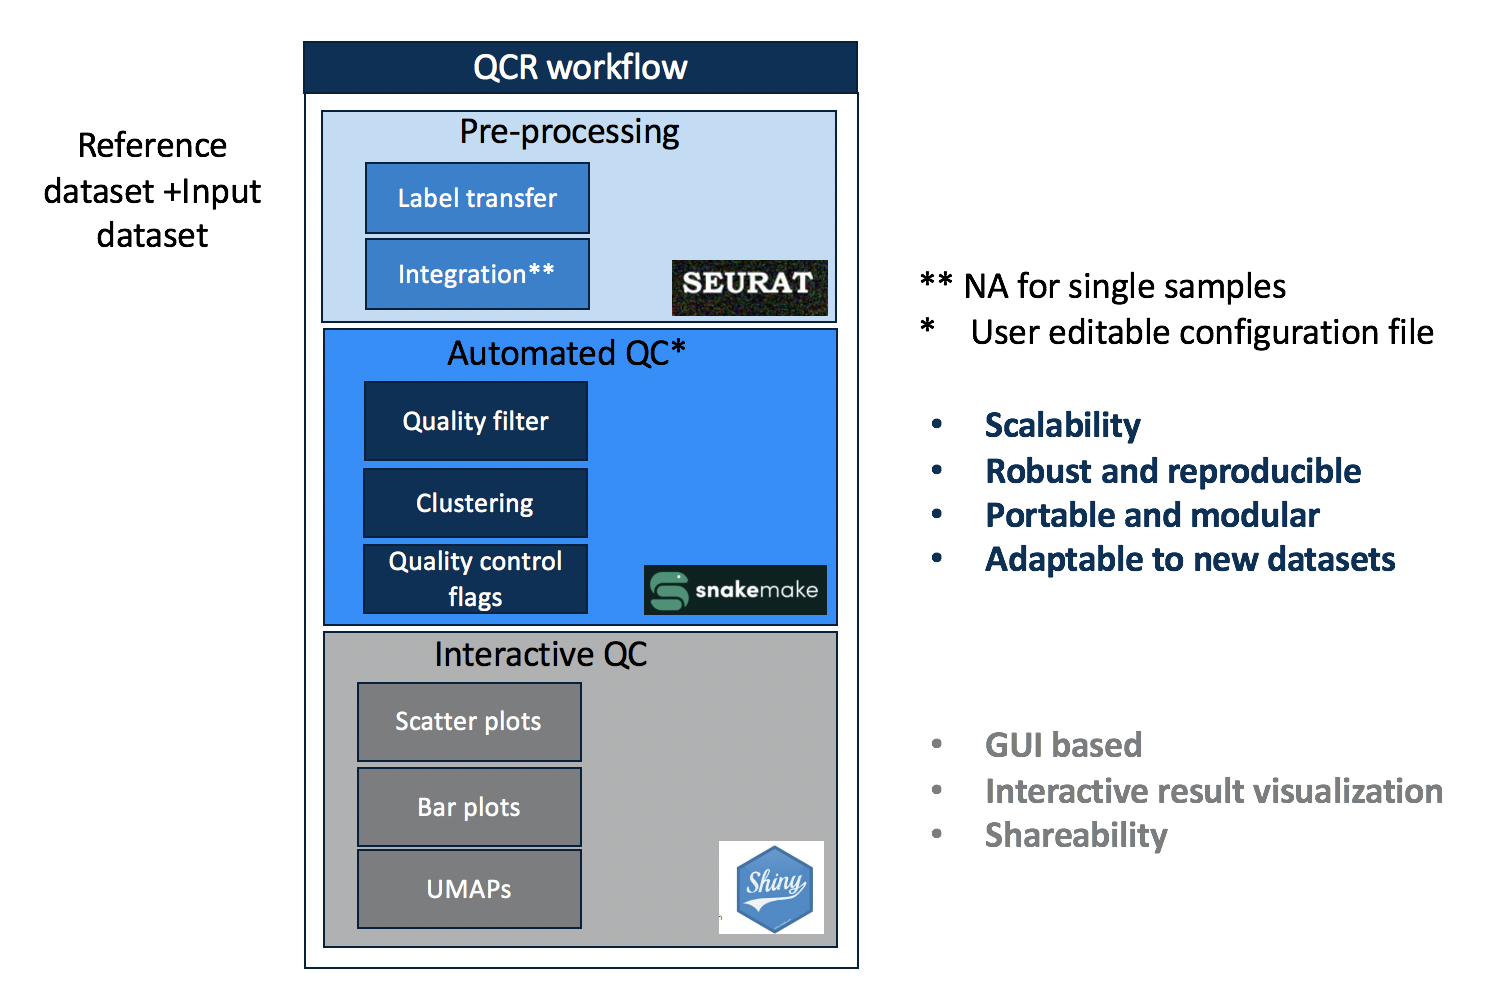 QCR workflow
Reference
dataset +Input
dataset
Pre-processing
Label transfer
Integration**
SEURAT
Automated QC*
Quality filter
Clustering
Quality control
flags
snakemake
Interactive QC
Scatter plots
Bar plots
UMAPs
Shiny
** NA for single samples
* User editable configuration file
• Scalability
• Robust and reproducible
• Portable and modular
• Adaptable to new datasets
• GUI based
• Interactive result visualization
• Shareability